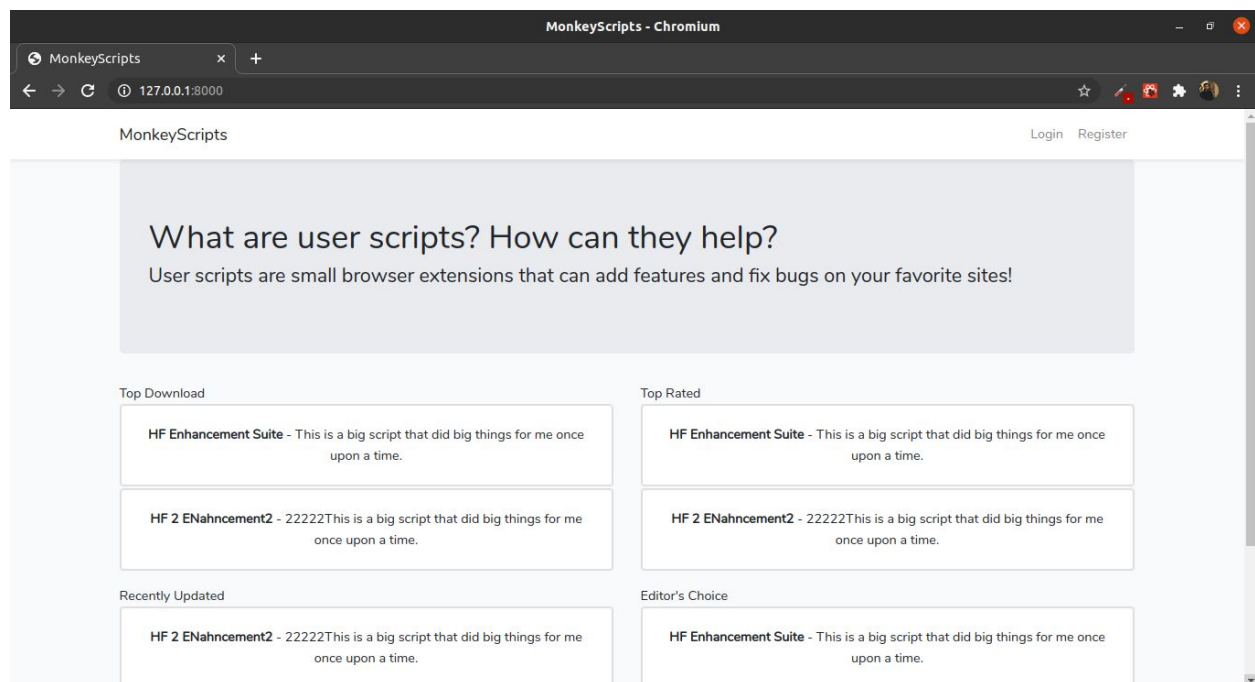 MonkeyScripts - Chromium
MonkeyScripts
127.0.0.1:8000
MonkeyScripts
Login Register
What are user scripts? How can they help?
User scripts are small browser extensions that can add features and fix bugs on your favorite sites!
Top Download
HF Enhancement Suite - This is a big script that did big things for me once
upon a time.
HF 2 ENahncement2 - 22222This is a big script that did big things for me
once upon a time.
Top Rated
HF Enhancement Suite - This is a big script that did big things for me once
upon a time.
HF 2 ENahncement2 - 22222This is a big script that did big things for me
once upon a time.
Recently Updated
HF 2 ENahncement2 - 22222This is a big script that did big things for me
once upon a time.
Editor's Choice
HF Enhancement Suite - This is a big script that did big things for me once
upon a time.